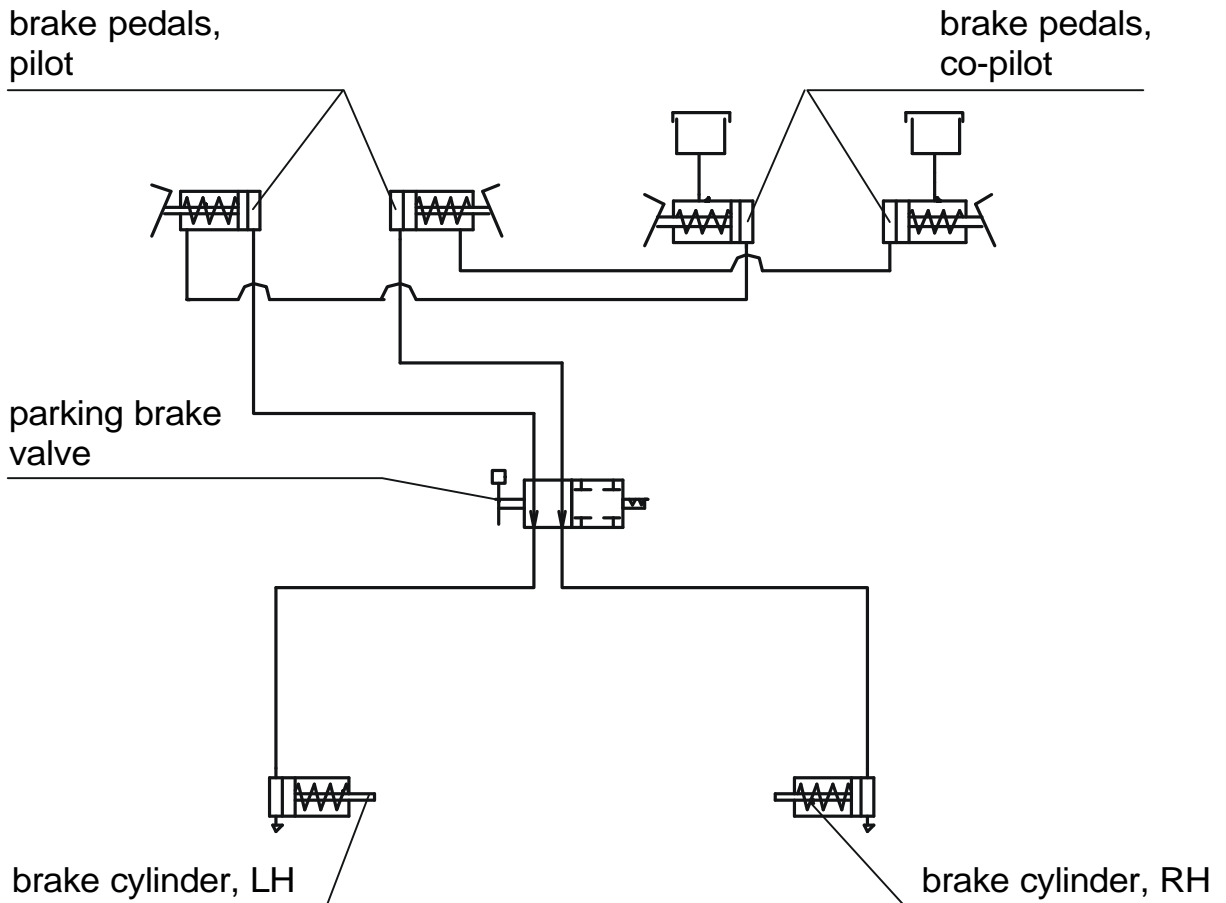 brake pedals,
pilot
brake pedals,
co-pilot
parking brake
valve
brake cylinder, LH
brake cylinder, RH